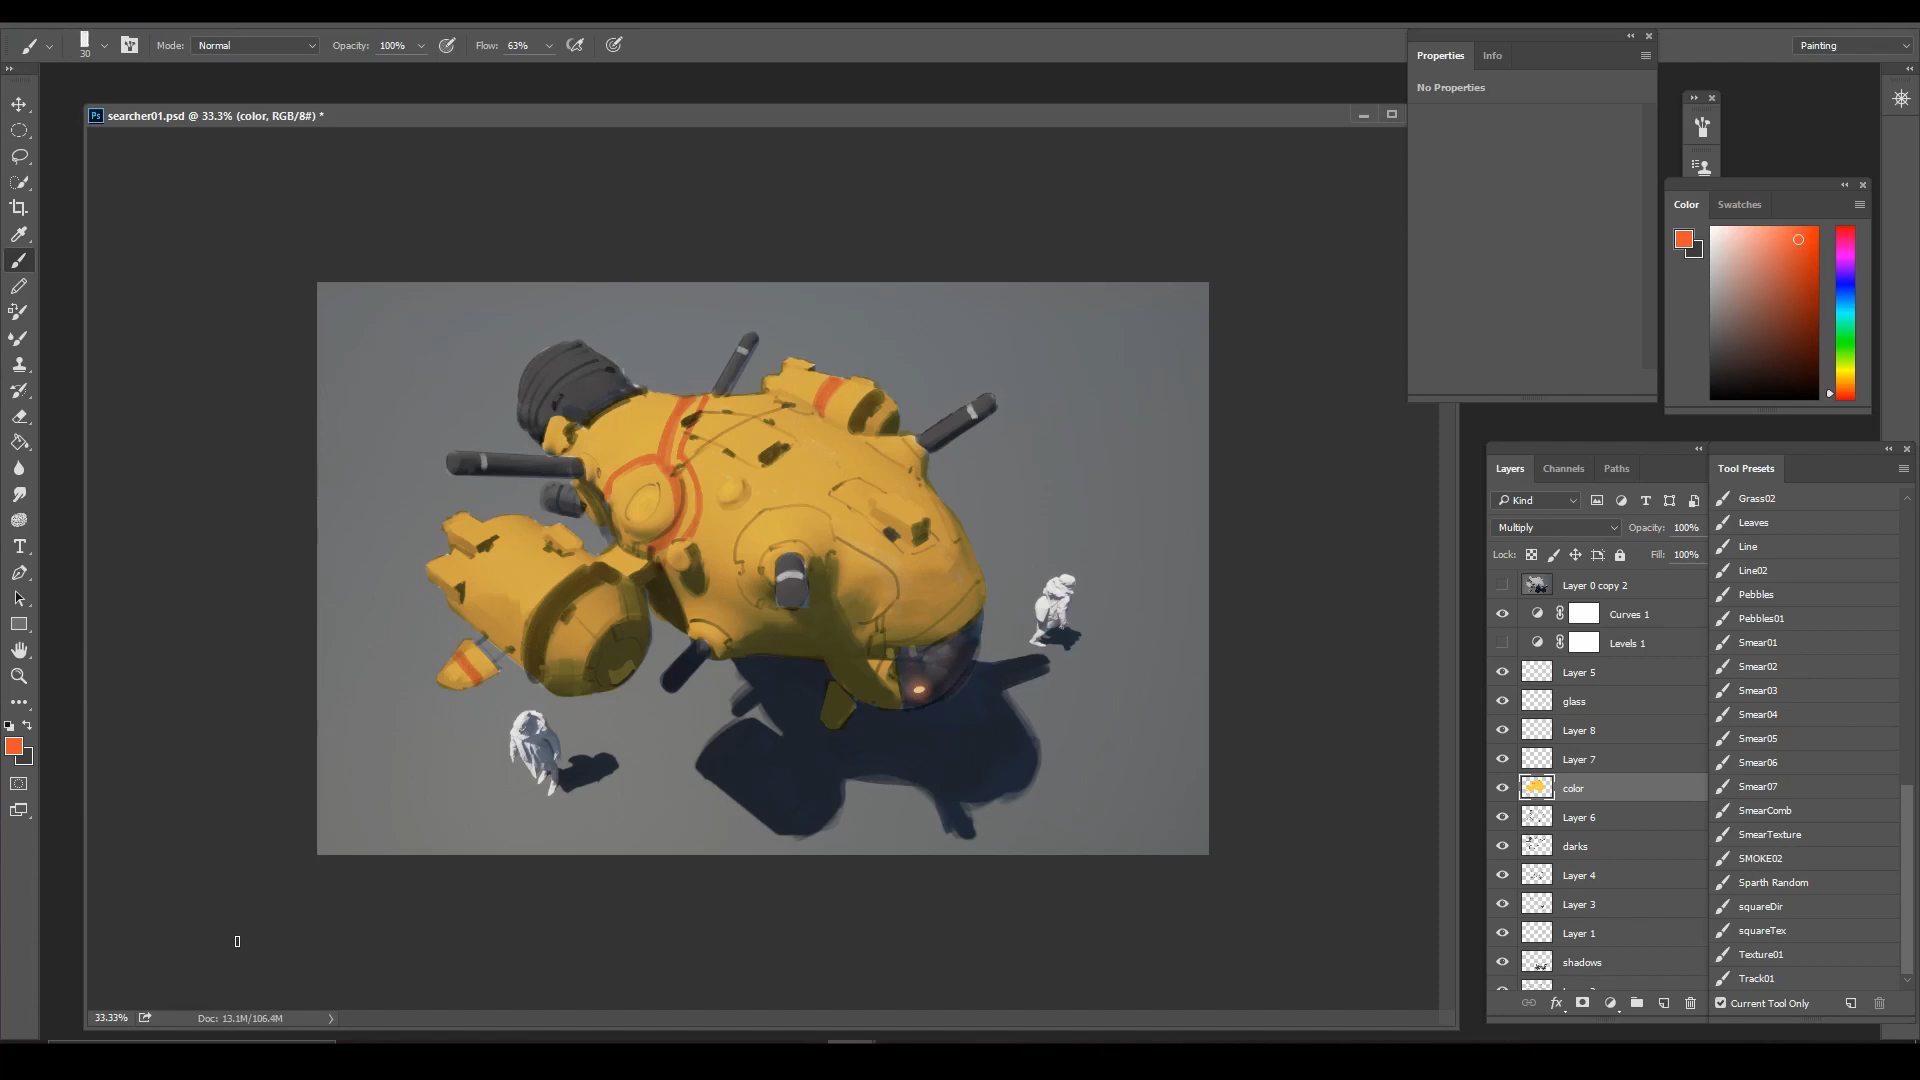 30
Mode: Normal
Opacity: 100%
Flow: 63%
Painting
Properties
Info
No Properties
Ps searcher01.psd @ 33.3% (color, RGB/8#) *
Color
Swatches
T
Layers
Channels
Paths
Kind
T
Multiply
Opacity: 100%
Lock:
Fill: 100%
Layer 0 copy 2
Curves 1
Levels 1
Layer 5
glass
Layer 8
Layer 7
color
Layer 6
darks
Layer 4
Layer 3
Layer 1
shadows
fx
Tool Presets
Grass02
Leaves
Line
Line02
Pebbles
Pebbles01
Smear01
Smear02
Smear03
Smear04
Smear05
Smear06
Smear07
SmearComb
SmearTexture
SMOKE02
Sparth Random
squareDir
squareTex
Texture01
Track01
Current Tool Only
33.33%
Doc: 13.1M/106.4M